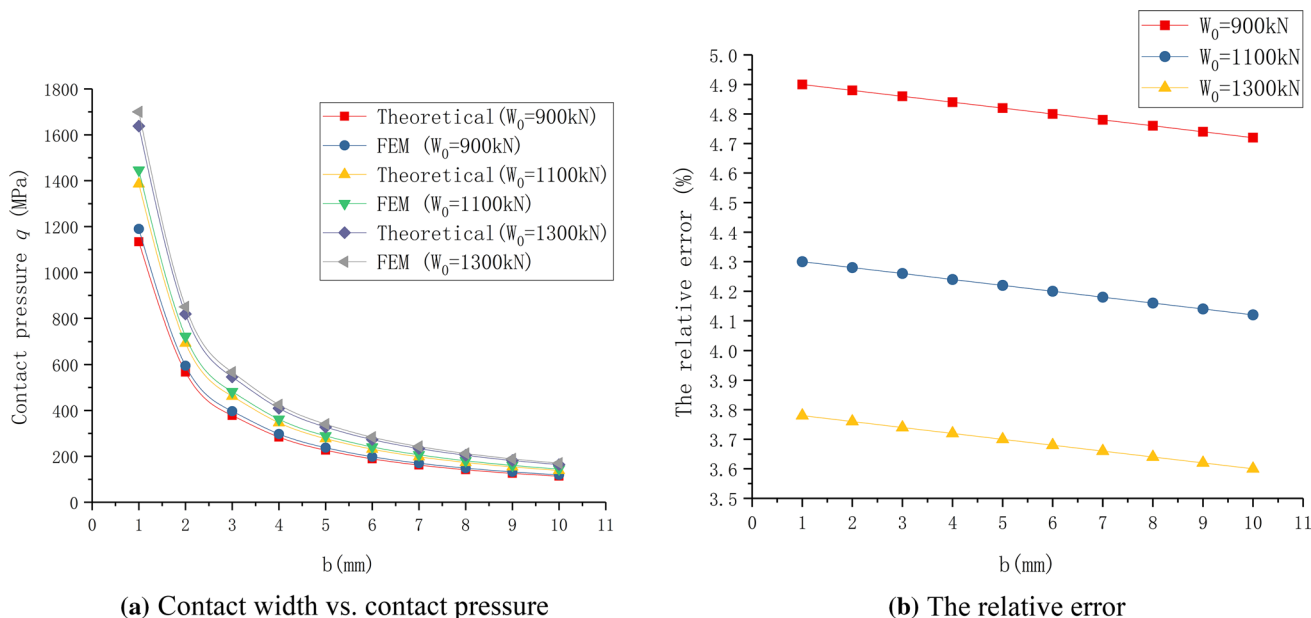 1800
1600
1400
1200
1000
800
600
400
200
0
Contact pressure q (MPa)
0 1 2 3 4 5 6 7 8 9 10 11
b(mm)
Theoretical(W₀=900kN)
FEM (W₀=900kN)
Theoretical(W₀=1100kN)
FEM (W₀=1100kN)
Theoretical(W₀=1300kN)
FEM (W₀=1300kN)
(a) Contact width vs. contact pressure
W₀=900kN
W₀=1100kN
W₀=1300kN
5.0
4.9
4.8
4.7
4.6
4.5
4.4
4.3
4.2
4.1
4.0
3.9
3.8
3.7
3.6
3.5
The relative error (%)
0 1 2 3 4 5 6 7 8 9 10 11
b(mm)
(b) The relative error